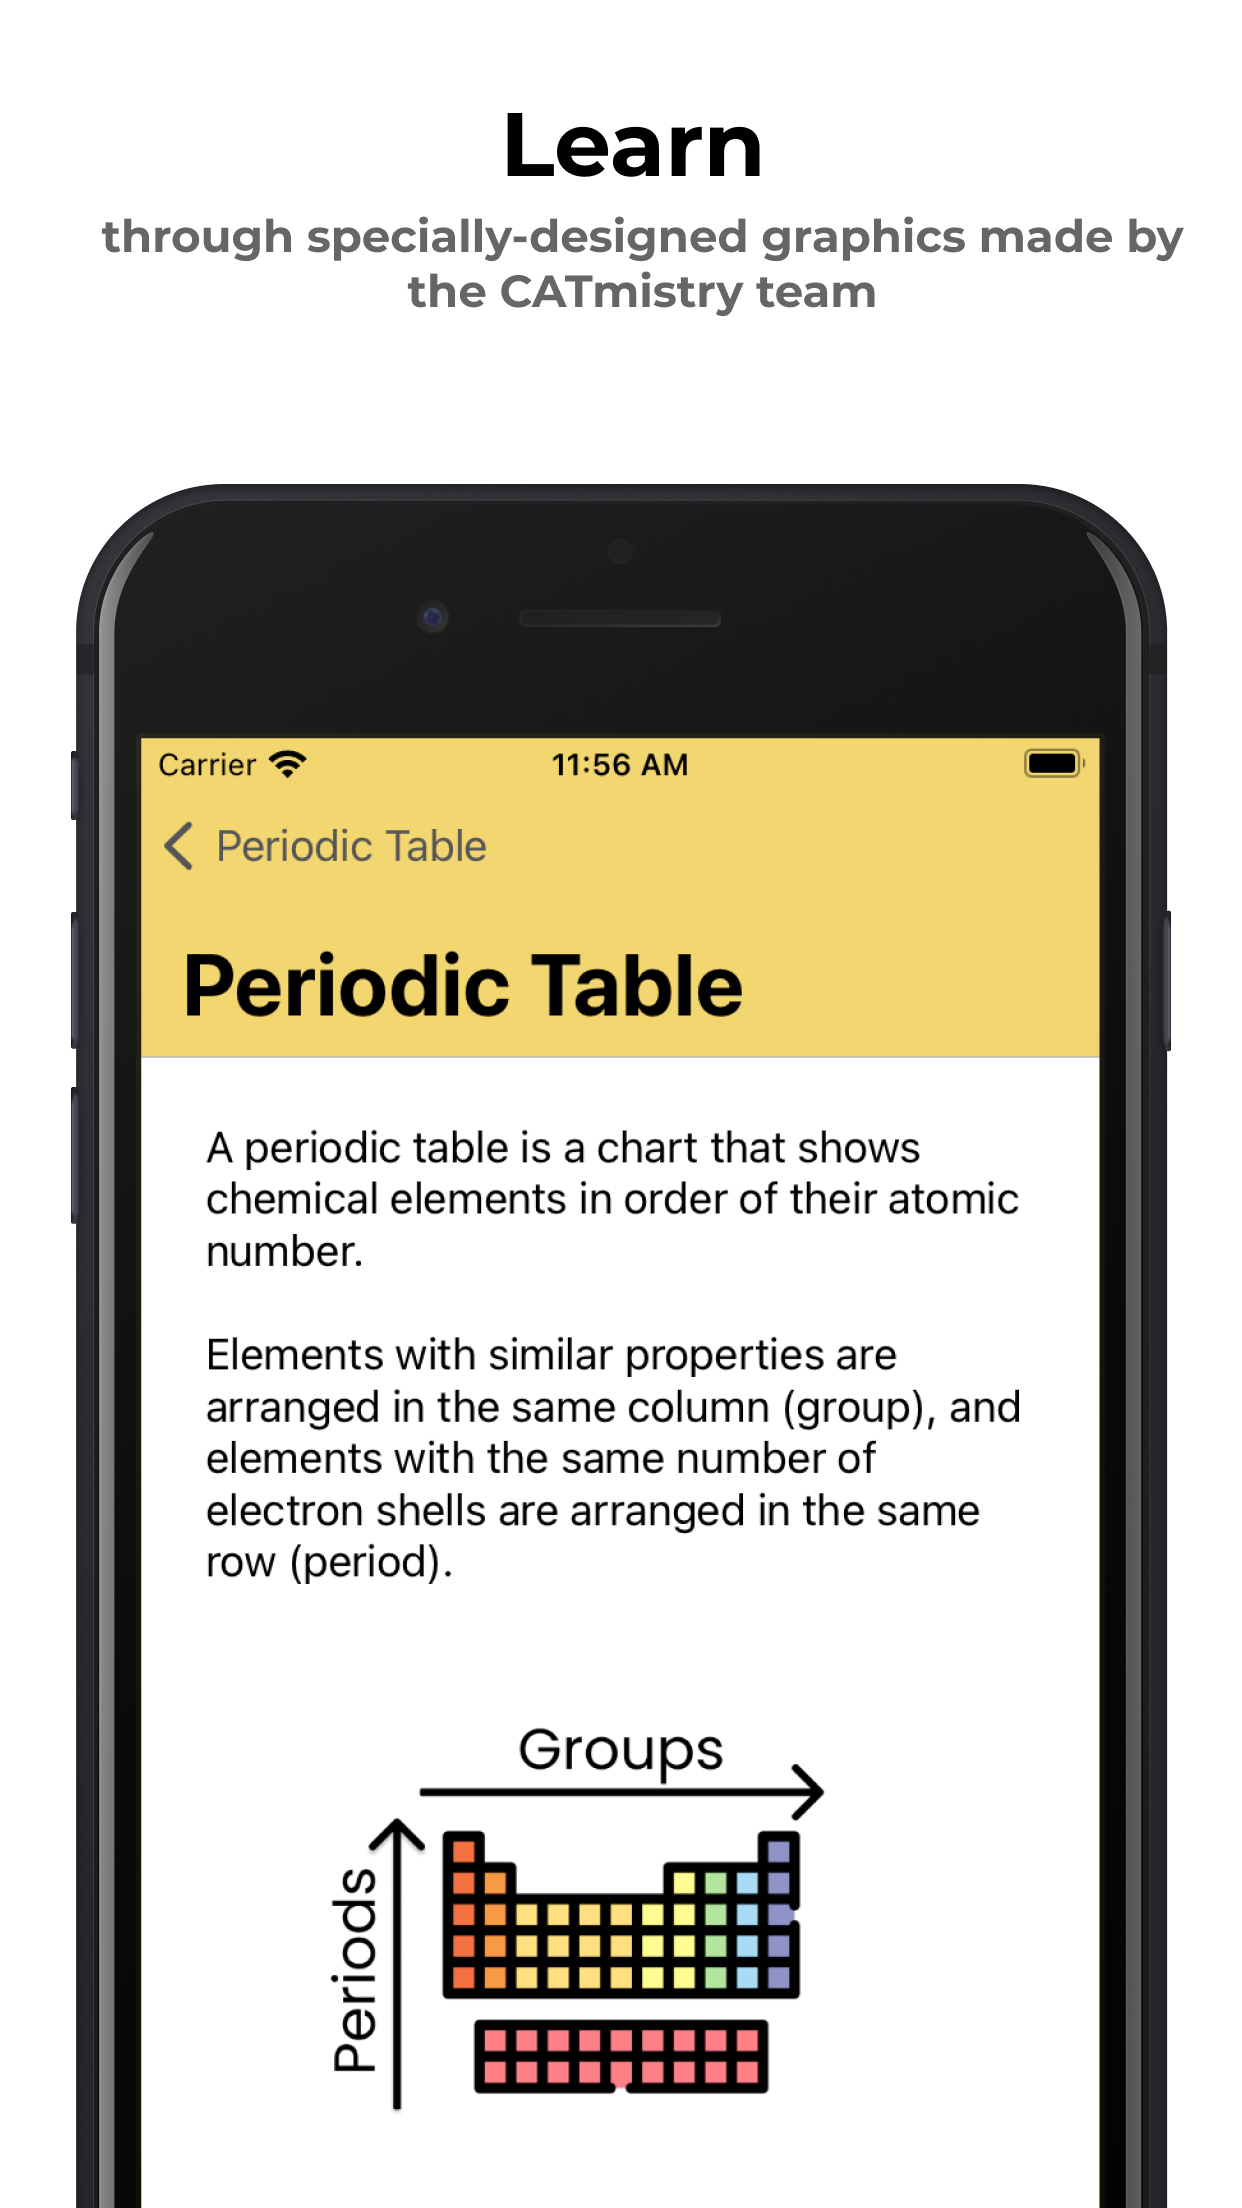 Learn
through specially-designed graphics made by
the CATmistry team
Carrier
11:56 AM
Periodic Table
Periodic Table
A periodic table is a chart that shows
chemical elements in order of their atomic
number.
Elements with similar properties are
arranged in the same column (group), and
elements with the same number of
electron shells are arranged in the same
row (period).
Groups
Periods